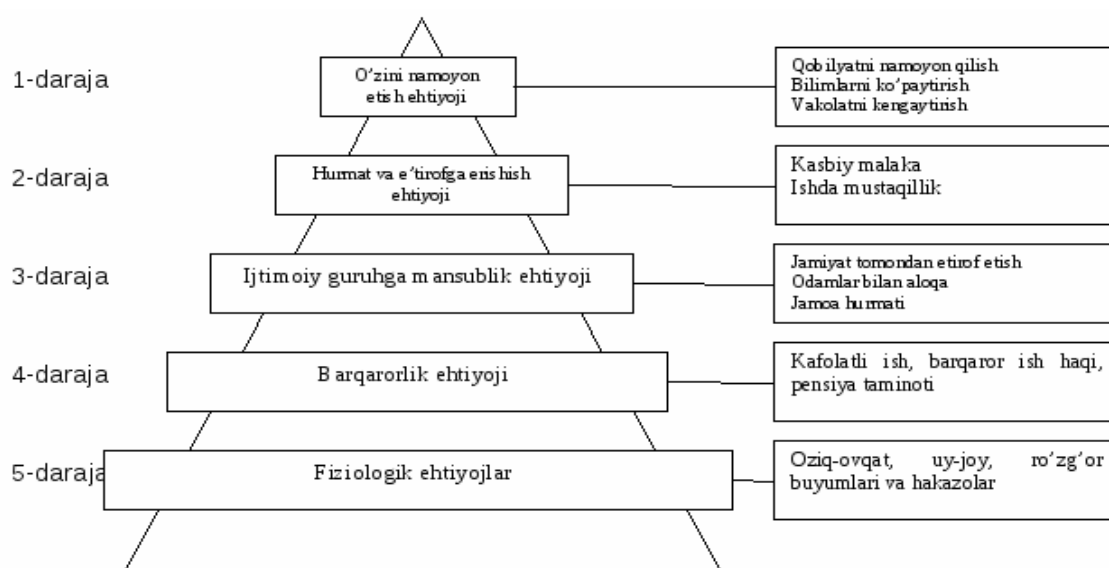 1-daraja
O’zini namoyon
etish ehtiyoji
Qobilyatni namoyon qilish
Bilimlarni ko’paytirish
Vakolatni kengaytirish
2-daraja
Hurmat va e’tirofga erishish
ehtiyoji
Kasbiy malaka
Ishda mustaqillik
3-daraja
Ijtimoiy guruhga mansublik ehtiyoji
Jamiyat tomondan etirof etish
Odamlar bilan aloqa
Jamoa hurmati
4-daraja
Barqarorlik ehtiyoji
Kafolatli ish, barqaror ish haqi,
pensiya taminoti
5-daraja
Fiziologik ehtiyojlar
Oziq-ovqat, uy-joy, ro’zg’or
buyumlari va hakazolar